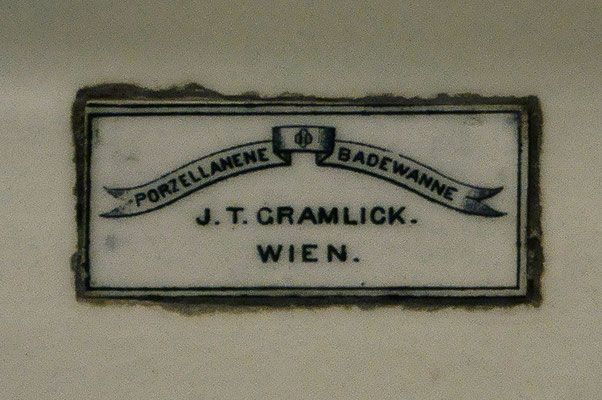 PORZELLANENE BADEWANNE
J. T. GRAMLICK.
WIEN.